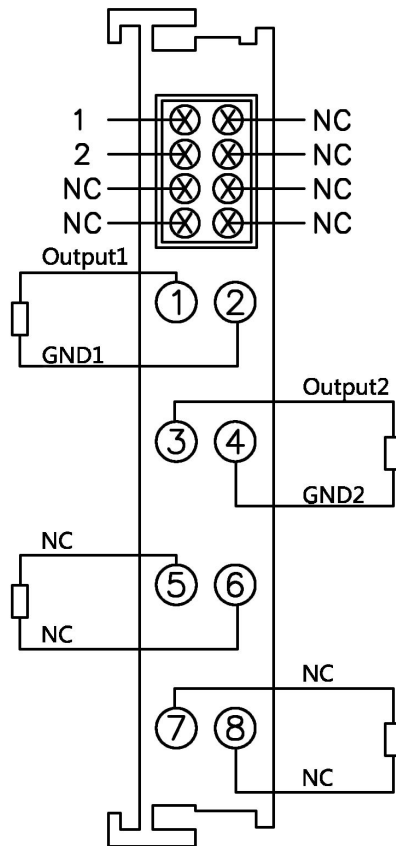 1 NC
2 NC
NC NC
NC NC
Output1
1 2
GND1
Output2
3 4
GND2
NC
5 6
NC
NC
7 8
NC